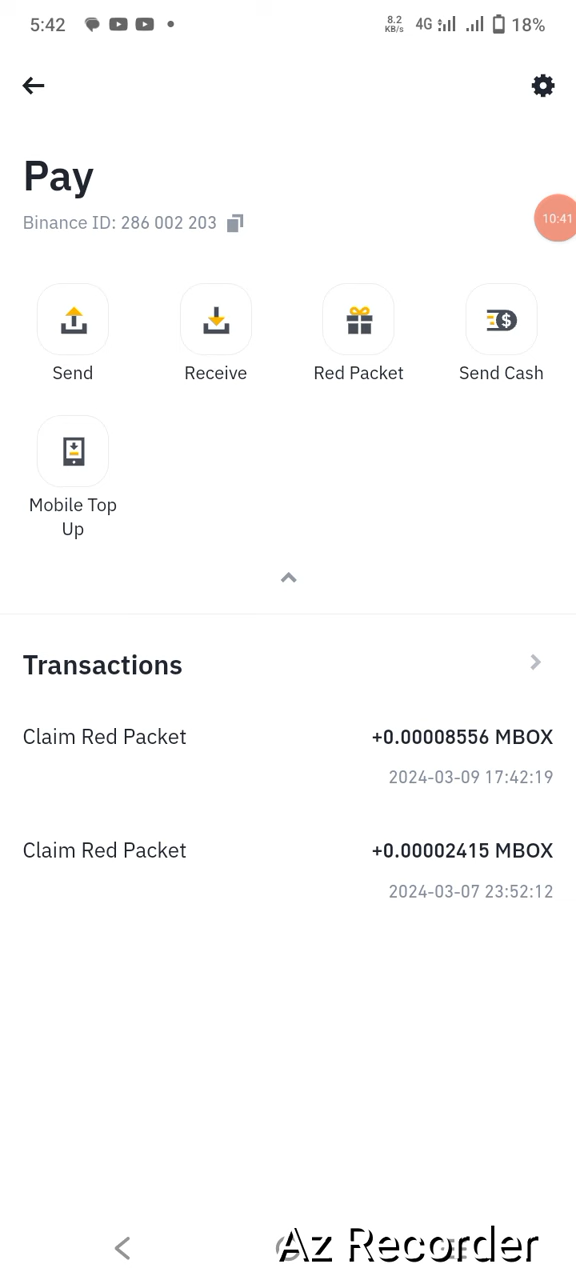 5:42
8.2
KB/s
4G
18%
Pay
Binance ID: 286 002 203
10:41
Send
Receive
Red Packet
Send Cash
Mobile Top
Up
Transactions
Claim Red Packet
+0.00008556 MBOX
2024-03-09 17:42:19
Claim Red Packet
+0.00002415 MBOX
2024-03-07 23:52:12
Az Recorder